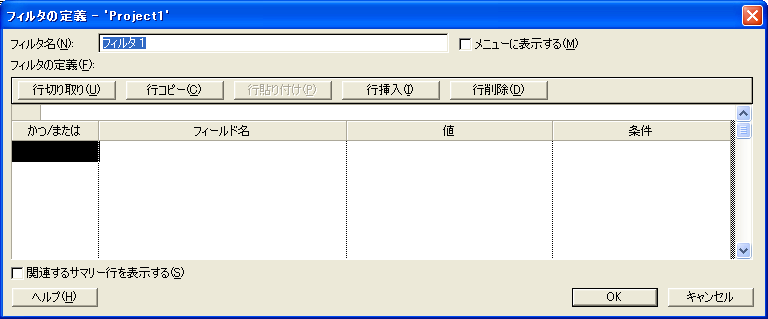 フィルタの定義 - 'Project1'
フィルタ名(N): フィルタ 1 メニューに表示する(M)
フィルタの定義(F):
行切り取り(U) 行コピー(C) 行貼り付け(P) 行挿入(I) 行削除(D)
かつ/または フィールド名 値 条件
関連するサマリー行を表示する(S)
ヘルプ(H) OK キャンセル